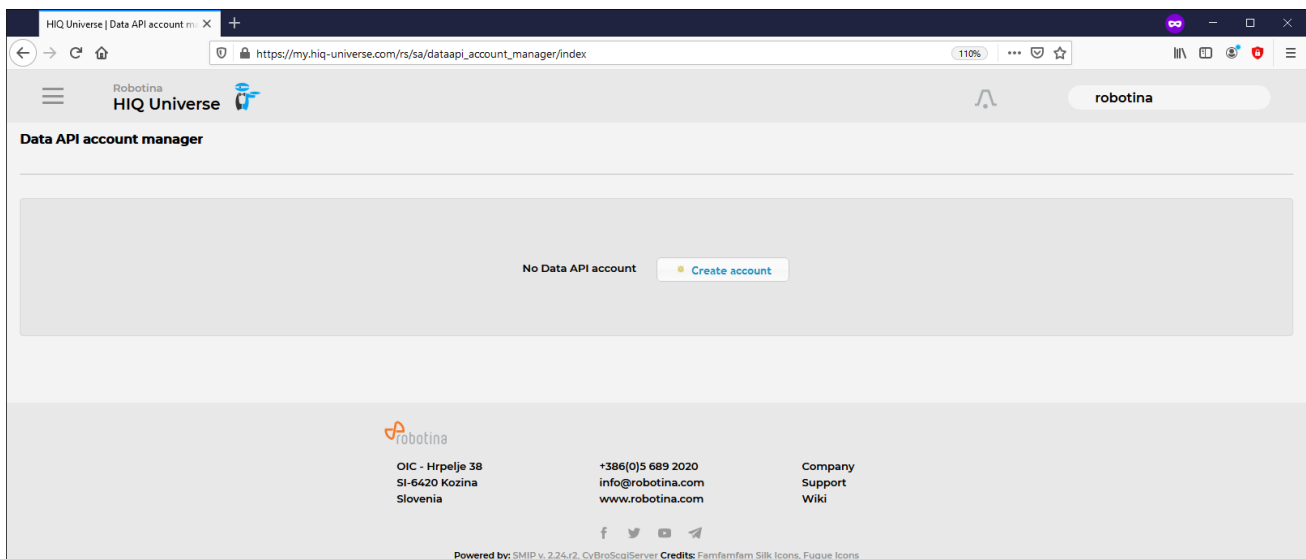 HIQ Universe | Data API account ma
https://my.hiq-universe.com/rs/sa/dataapi_account_manager/index
110%
Robotina
HIQ Universe
robotina
Data API account manager
No Data API account
Create account
robotina
OIC - Hrpelje 38
SI-6420 Kozina
Slovenia
+386(0)5 689 2020
info@robotina.com
www.robotina.com
Company
Support
Wiki
Powered by: SMIP v. 2.24.r2, CyBroScgiServer Credits: Famfamfam Silk Icons, Fugue Icons